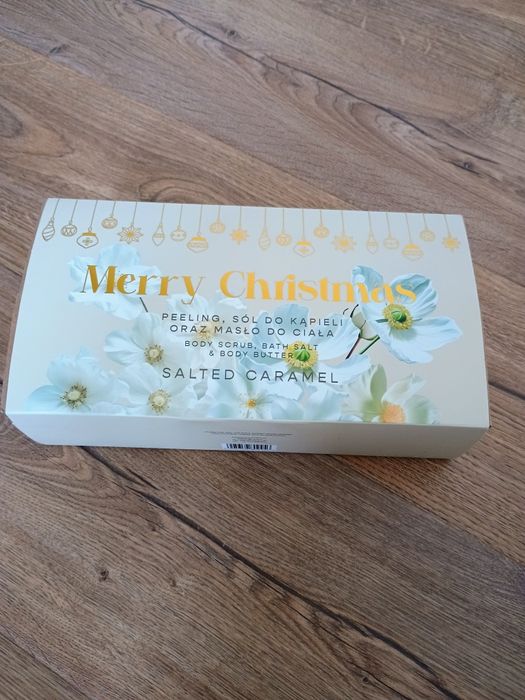 Merry Christmas
PEELING, SÓL DO KĄPIELI
ORAZ MASŁO DO CIAŁA
BODY SCRUB, BATH SALT
& BODY BUTTER
SALTED CARAMEL